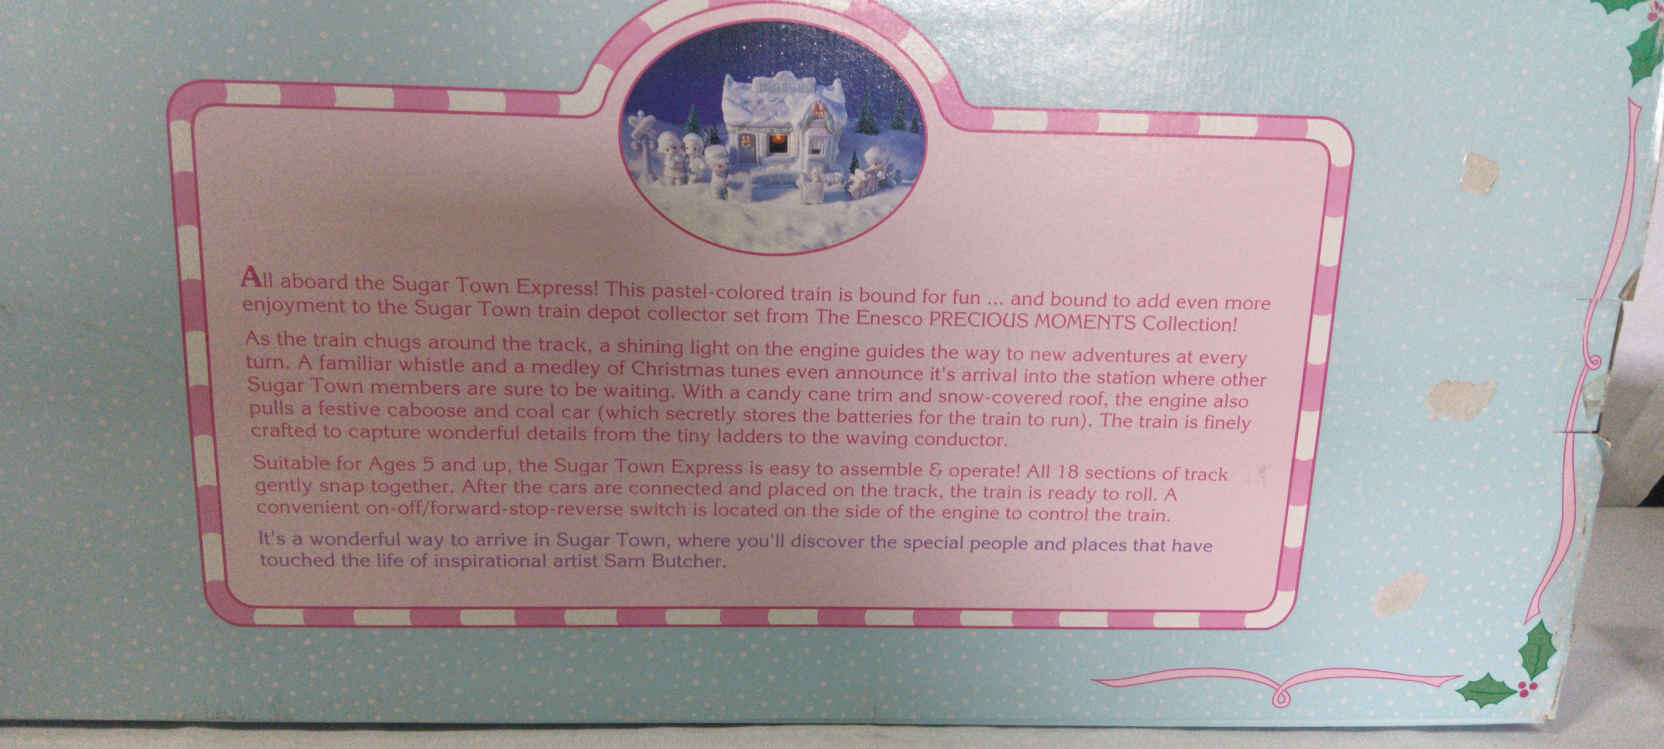 All aboard the Sugar Town Express! This pastel-colored train is bound for fun ... and bound to add even more
enjoyment to the Sugar Town train depot collector set from The Enesco PRECIOUS MOMENTS Collection!
As the train chugs around the track, a shining light on the engine guides the way to new adventures at every
turn. A familiar whistle and a medley of Christmas tunes even announce it's arrival into the station where other
Sugar Town members are sure to be waiting. With a candy cane trim and snow-covered roof, the engine also
pulls a festive caboose and coal car (which secretly stores the batteries for the train to run). The train is finely
crafted to capture wonderful details from the tiny ladders to the waving conductor.
Suitable for Ages 5 and up, the Sugar Town Express is easy to assemble & operate! All 18 sections of track
gently snap together. After the cars are connected and placed on the track, the train is ready to roll. A
convenient on-off/forward-stop-reverse switch is located on the side of the engine to control the train.
It's a wonderful way to arrive in Sugar Town, where you'll discover the special people and places that have
touched the life of inspirational artist Sam Butcher.